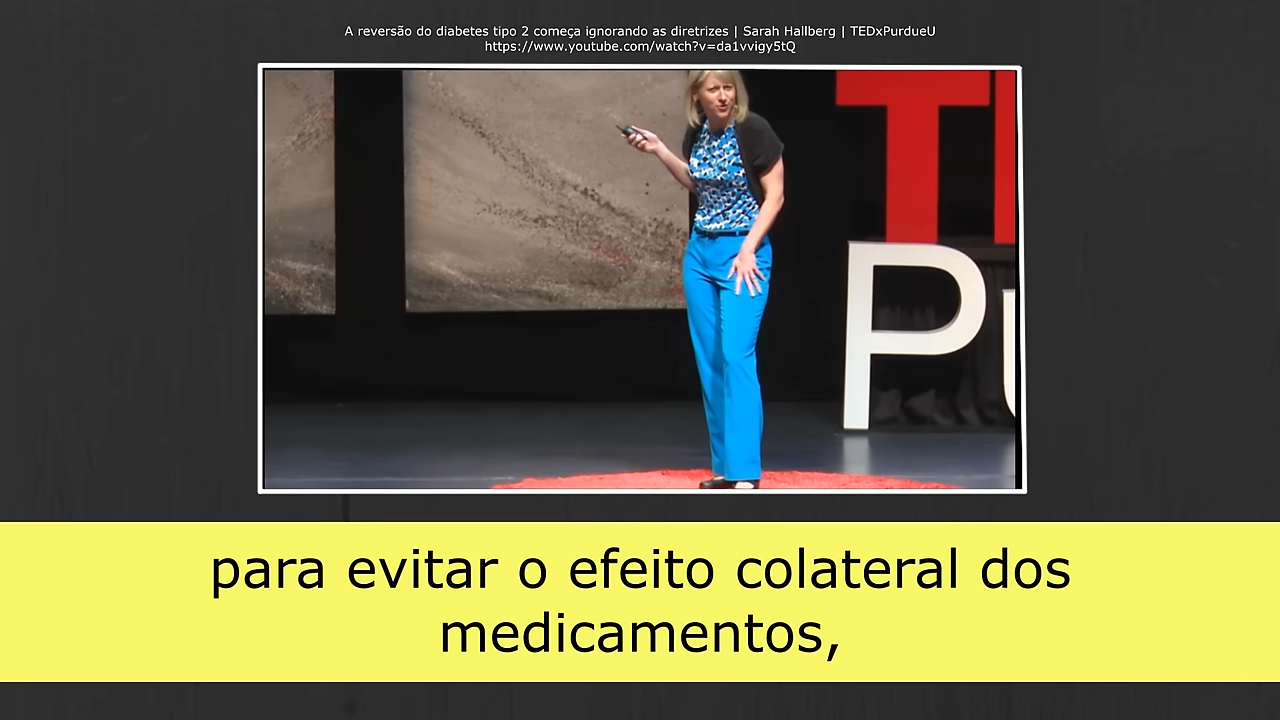 A reversão do diabetes tipo 2 começa ignorando as diretrizes | Sarah Hallberg | TEDxPurdueU
https://www.youtube.com/watch?v=da1vvigy5tQ
T
Pu
para evitar o efeito colateral dos
medicamentos,